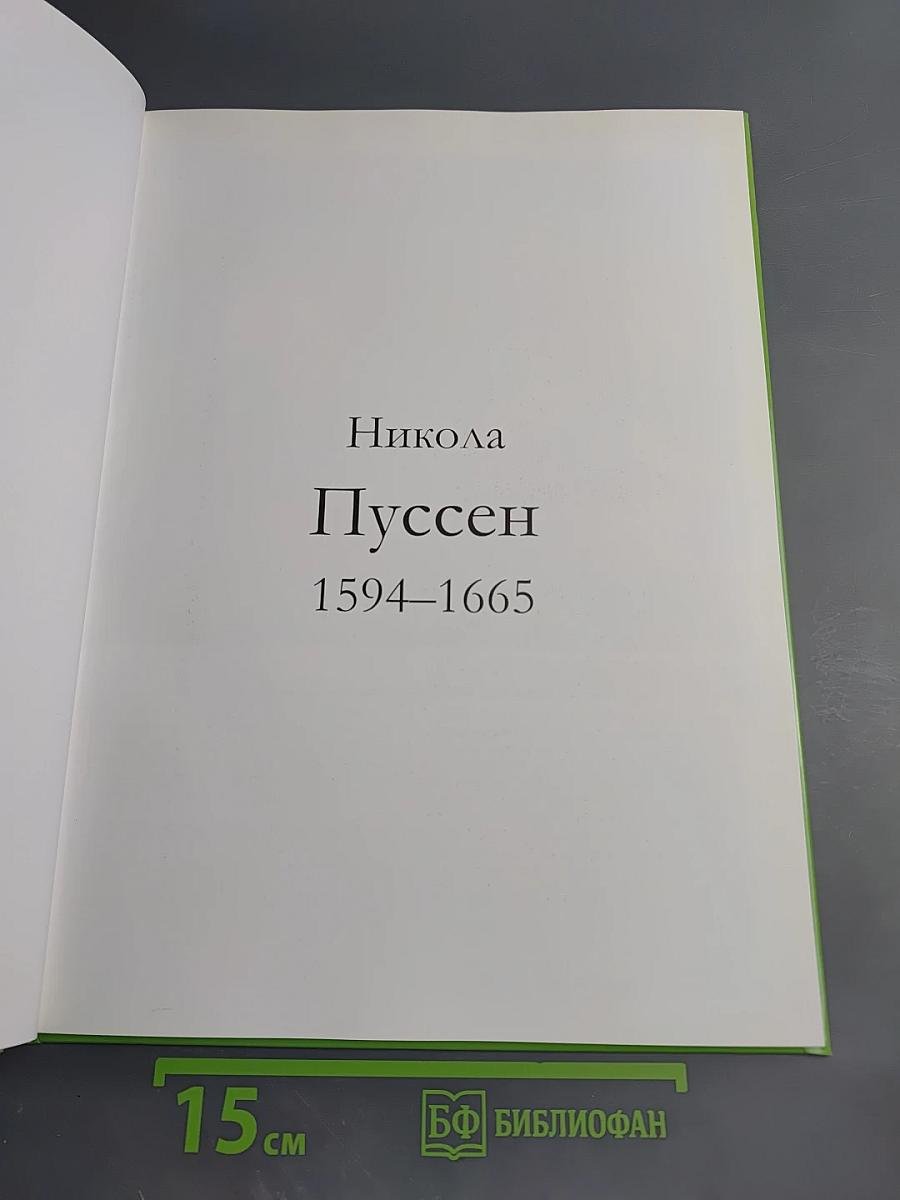 Никола
Пуссен
1594–1665
15 см
БФ БИБЛИОФАН